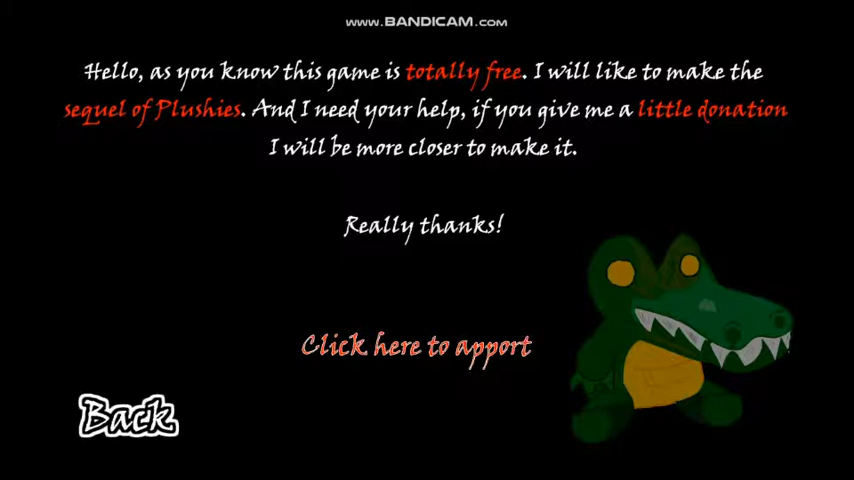 WWW.BANDICAM.COM
Hello, as you know this game is totally free. I will like to make the
sequel of Plushies. And I need your help, if you give me a little donation
I will be more closer to make it.
Really thanks!
Click here to apport
Back